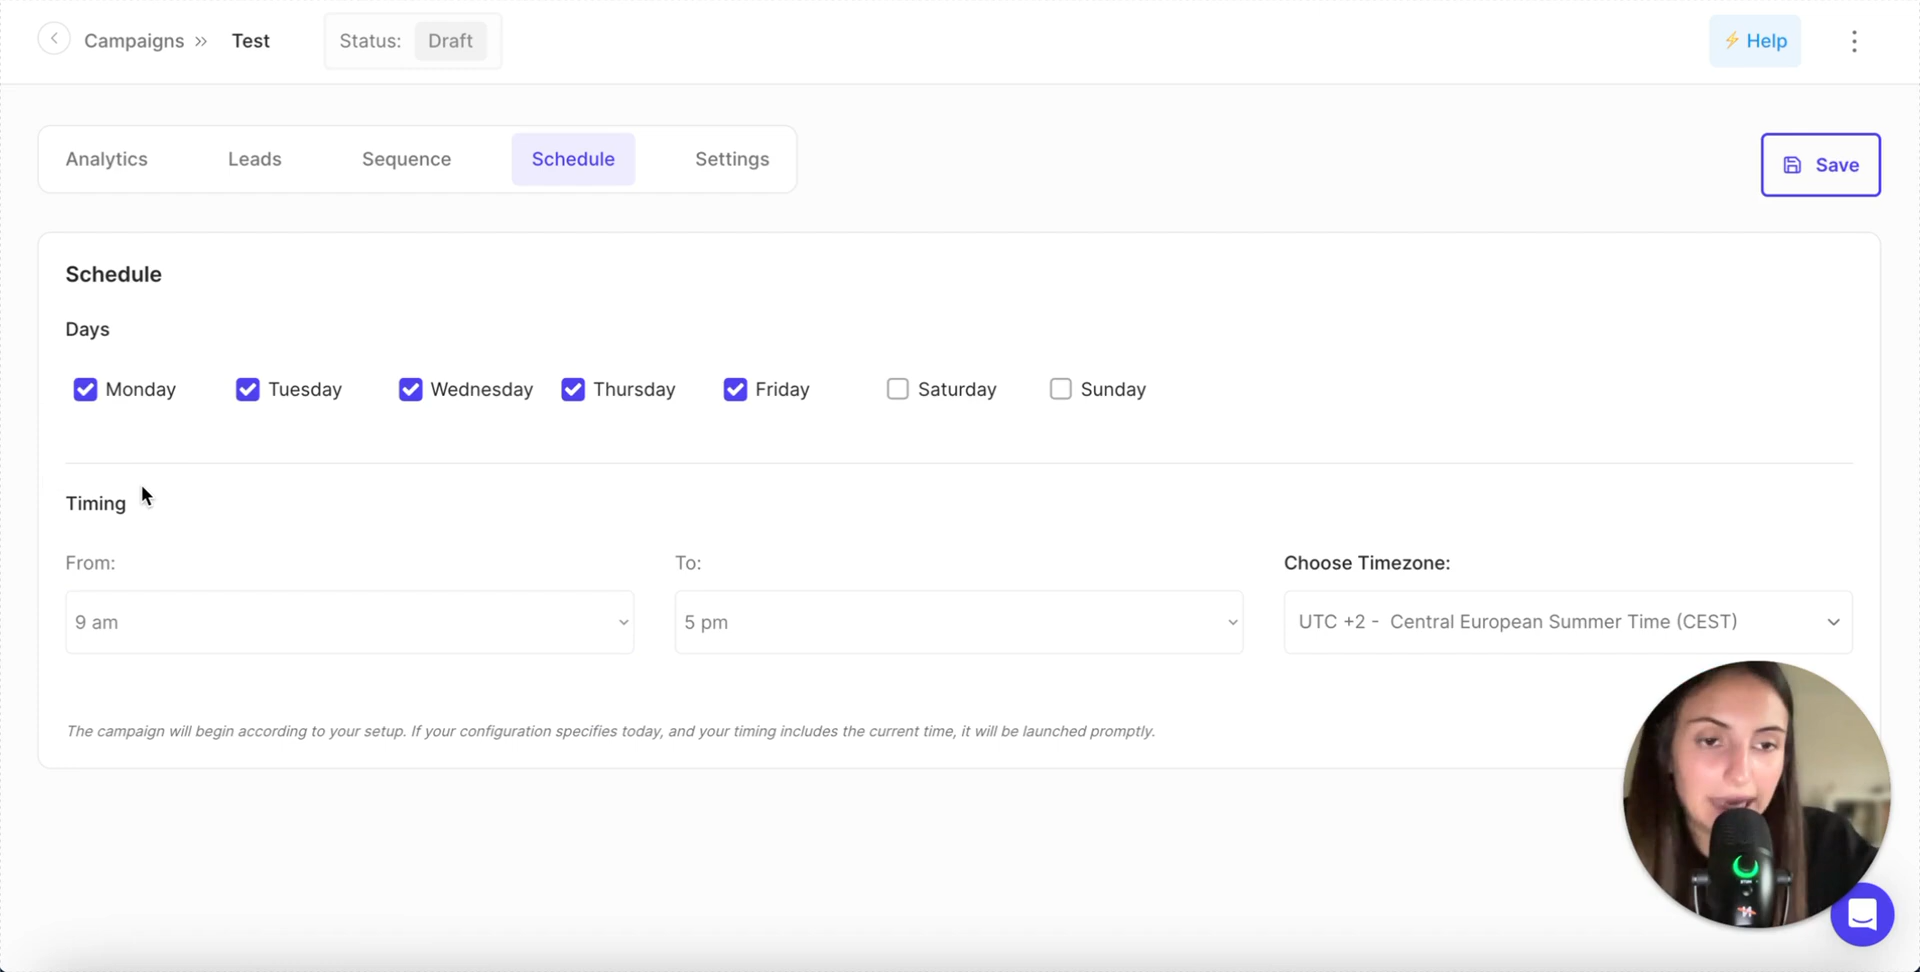 Campaigns » Test Status: Draft ⚡ Help
Analytics Leads Sequence Schedule Settings Save
Schedule
Days
Monday Tuesday Wednesday Thursday Friday Saturday Sunday
Timing
From: To: Choose Timezone:
9 am 5 pm UTC +2 - Central European Summer Time (CEST)
The campaign will begin according to your setup. If your configuration specifies today, and your timing includes the current time, it will be launched promptly.